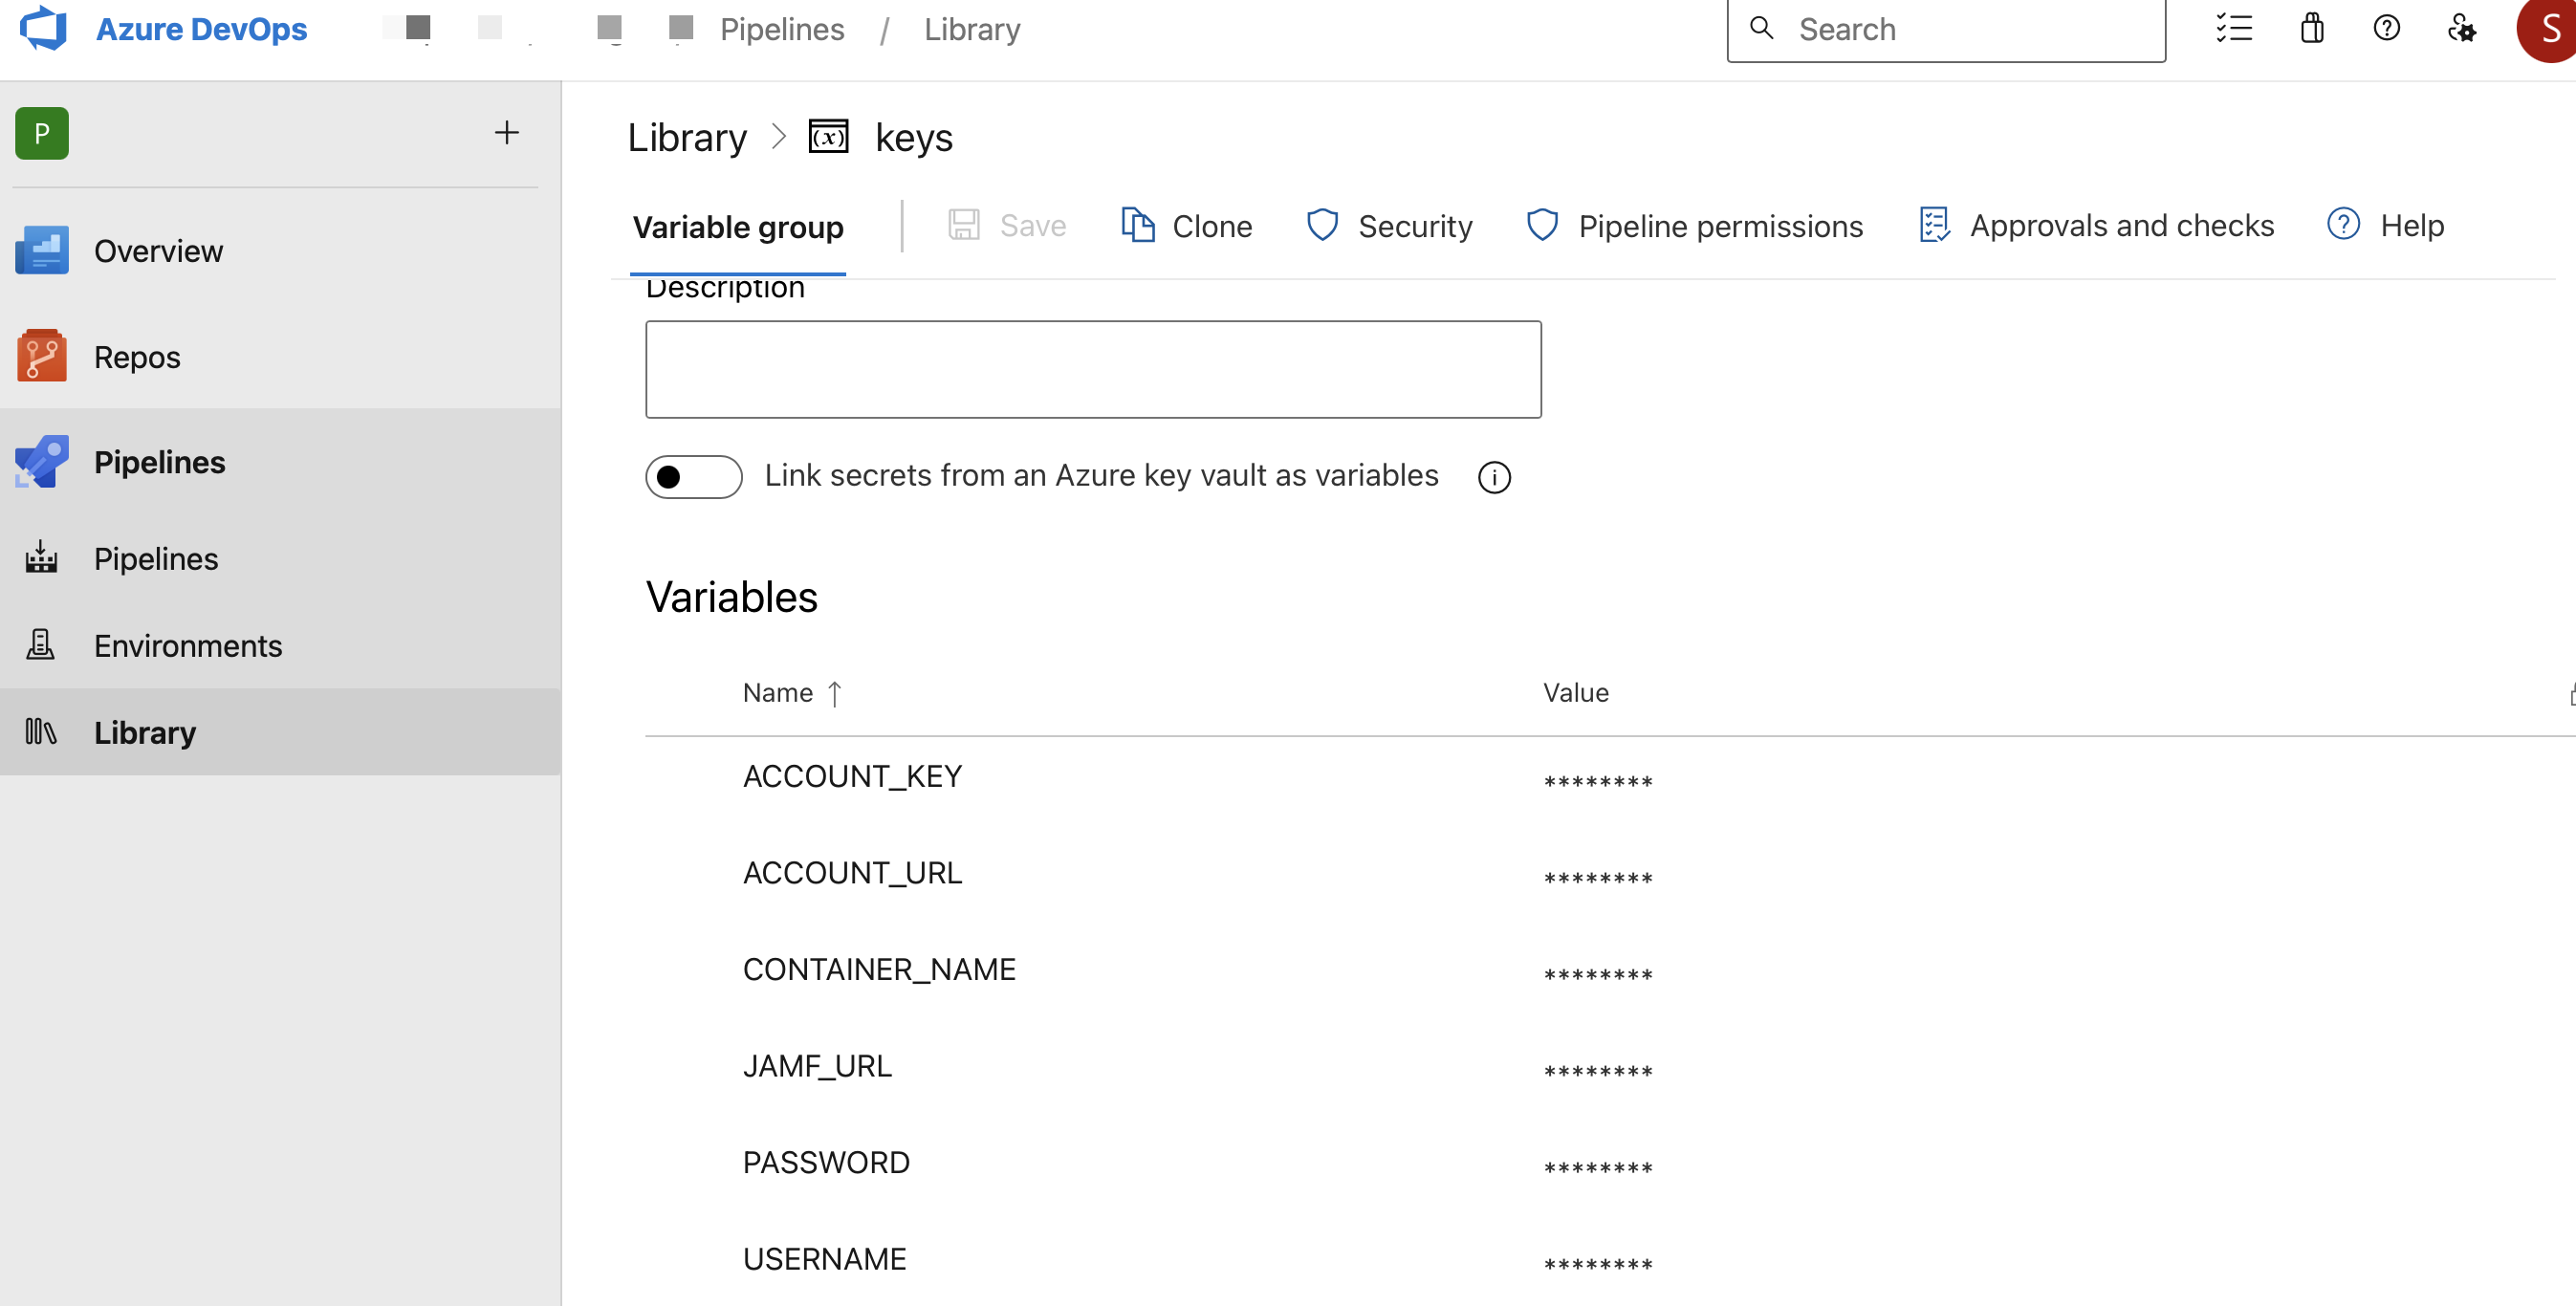 Azure DevOps
Pipelines / Library
Search
S
P
+
Overview
Repos
Pipelines
Pipelines
Environments
Library
Library > (x) keys
Variable group
Save
Clone
Security
Pipeline permissions
Approvals and checks
? Help
Description
Link secrets from an Azure key vault as variables
Variables
Name ↑ Value
ACCOUNT_KEY ********
ACCOUNT_URL ********
CONTAINER_NAME ********
JAMF_URL ********
PASSWORD ********
USERNAME ********